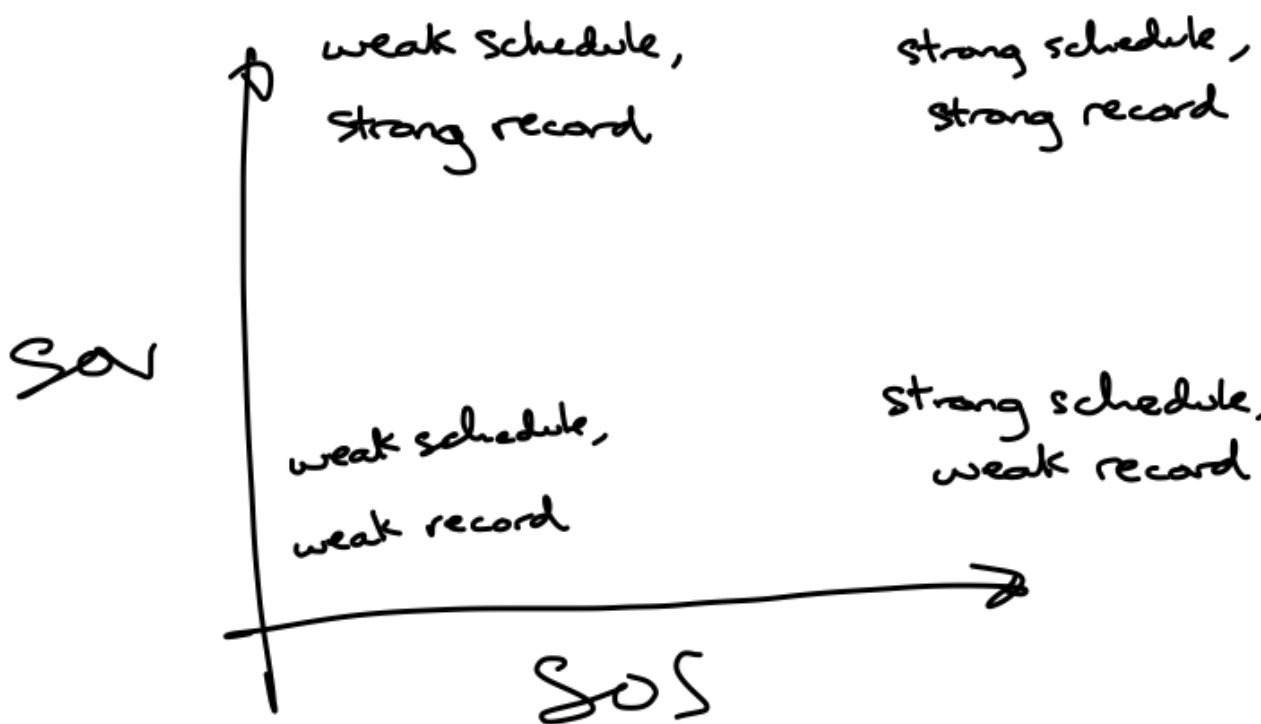 weak schedule,
strong record
strong schedule,
strong record
SOV
weak schedule,
weak record
strong schedule,
weak record
SOS